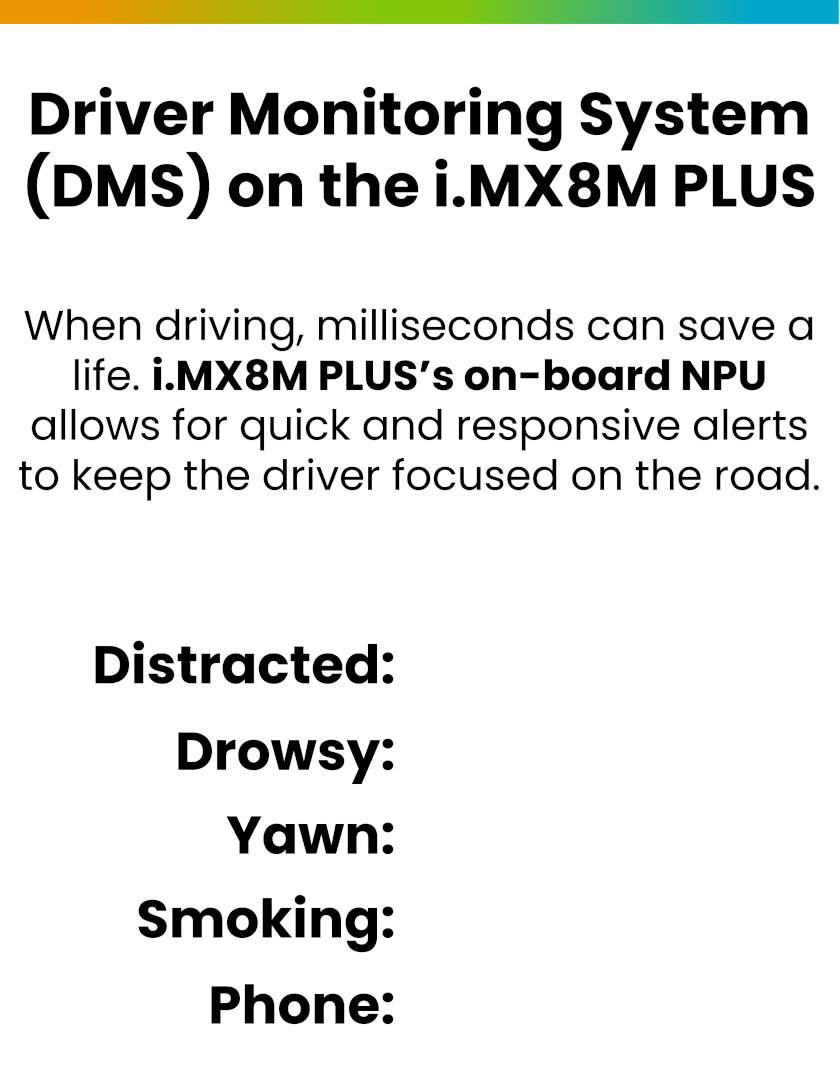 Driver Monitoring System
(DMS) on the i.MX8M PLUS
When driving, milliseconds can save a
life. i.MX8M PLUS’s on-board NPU
allows for quick and responsive alerts
to keep the driver focused on the road.
Distracted:
Drowsy:
Yawn:
Smoking:
Phone: